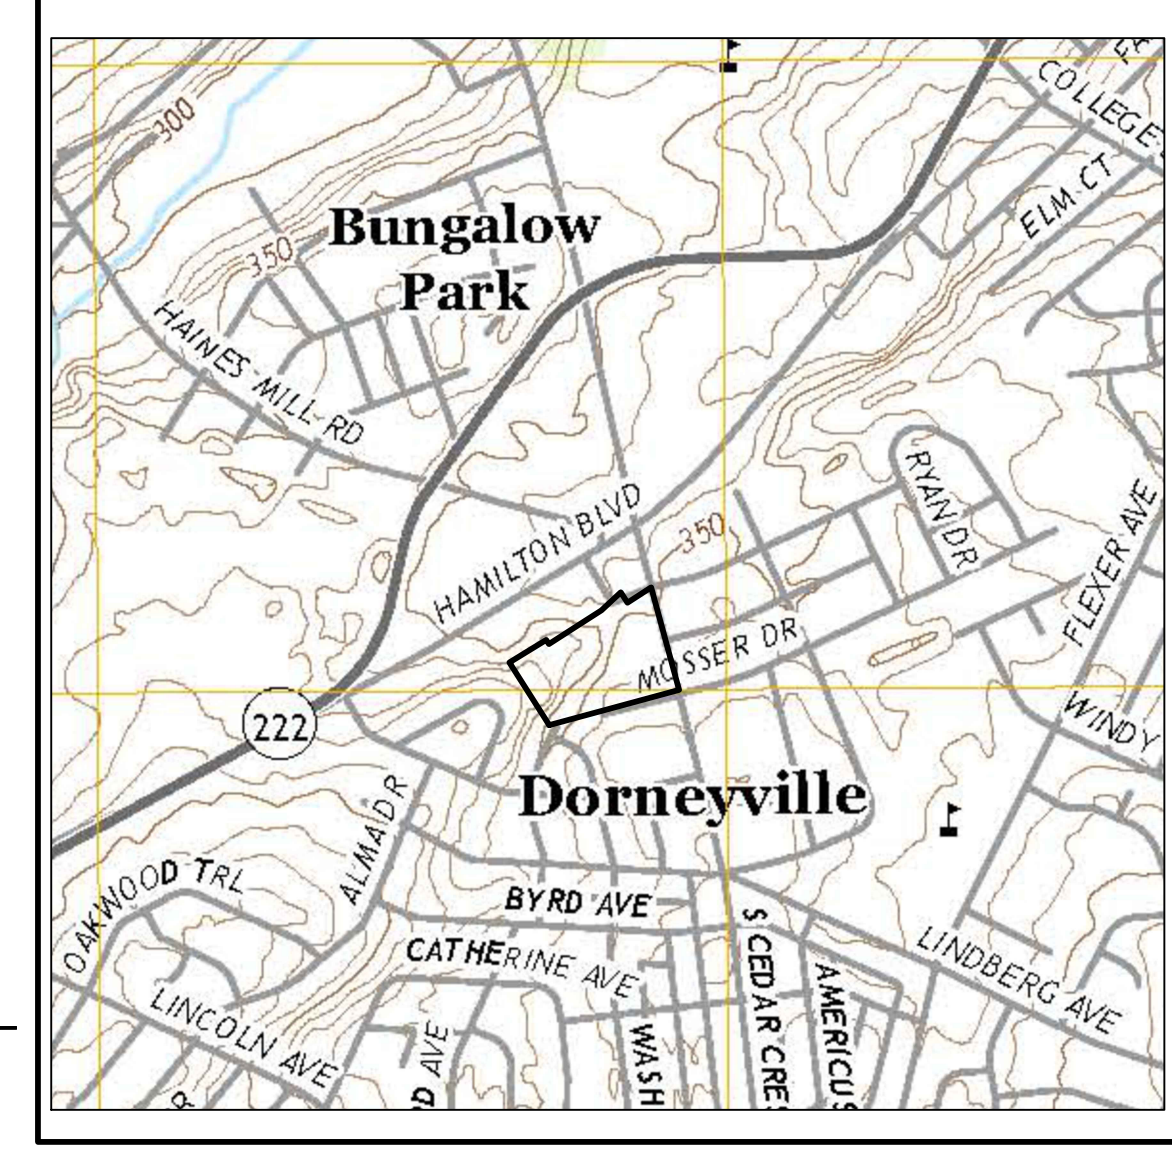 COLLEGE
300
ELM CT
Bungalow
Park
350
HAINES MILL RD
RYAN DR
HAMILTON BLVD
350
FLEXER AVE
MOSSER DR
222
WINDY
Dorneyville
ALMA DR
OAKWOOD TRL
BYRD AVE
CATHERINE AVE
S CEDAR CRES
LINDBERG AVE
AMERICUS
LINCOLN AVE
WASH
D AVE
R